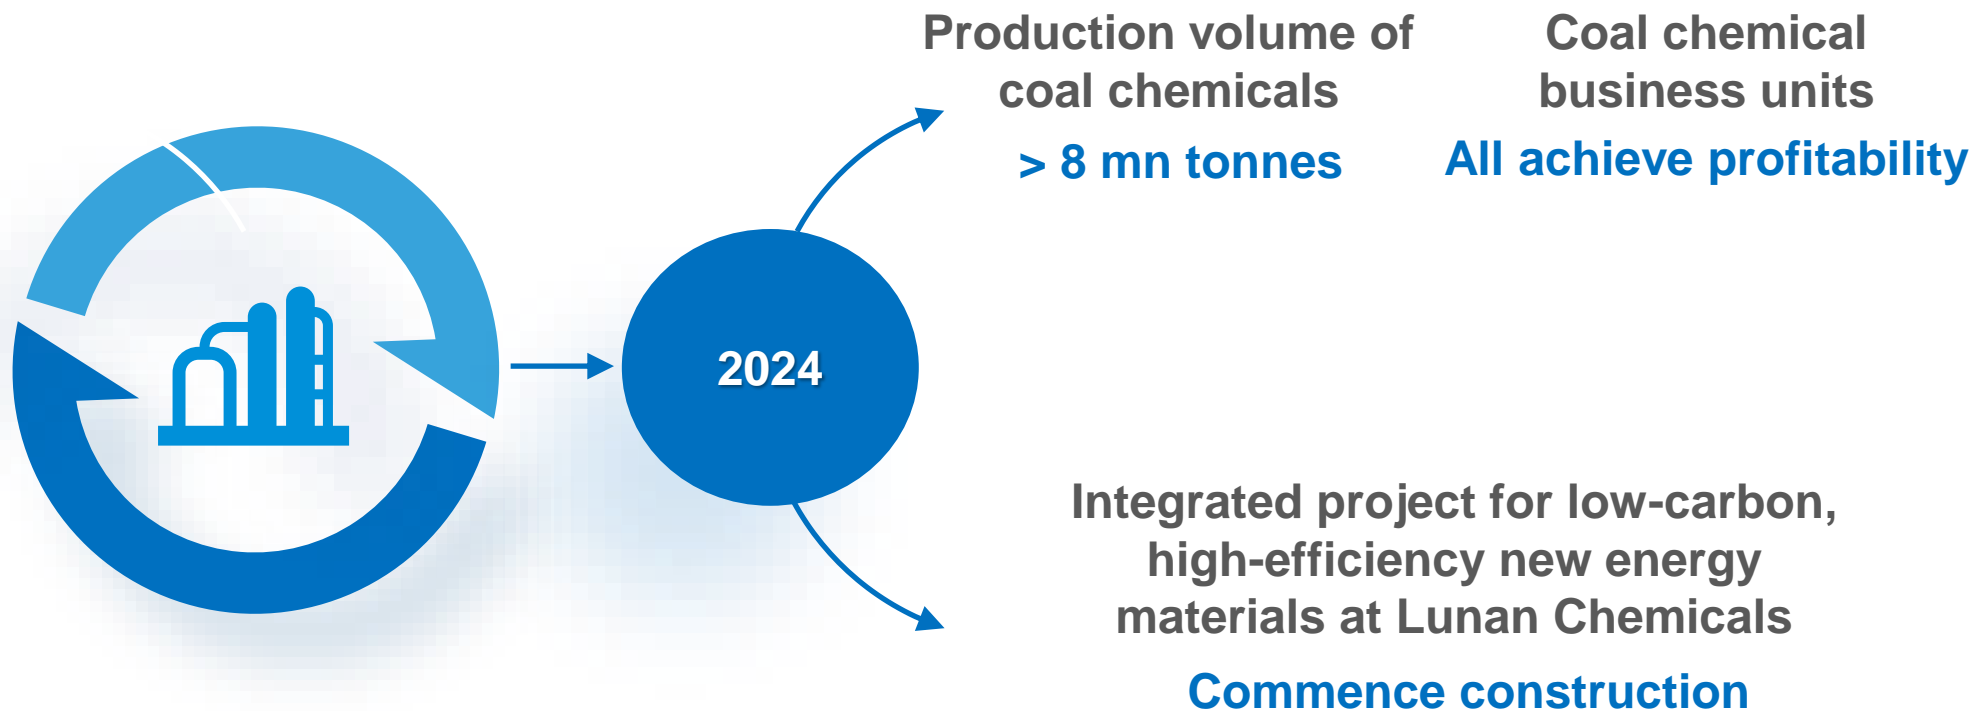 Production volume of
coal chemicals
> 8 mn tonnes
Coal chemical
business units
All achieve profitability
2024
Integrated project for low-carbon,
high-efficiency new energy
materials at Lunan Chemicals
Commence construction